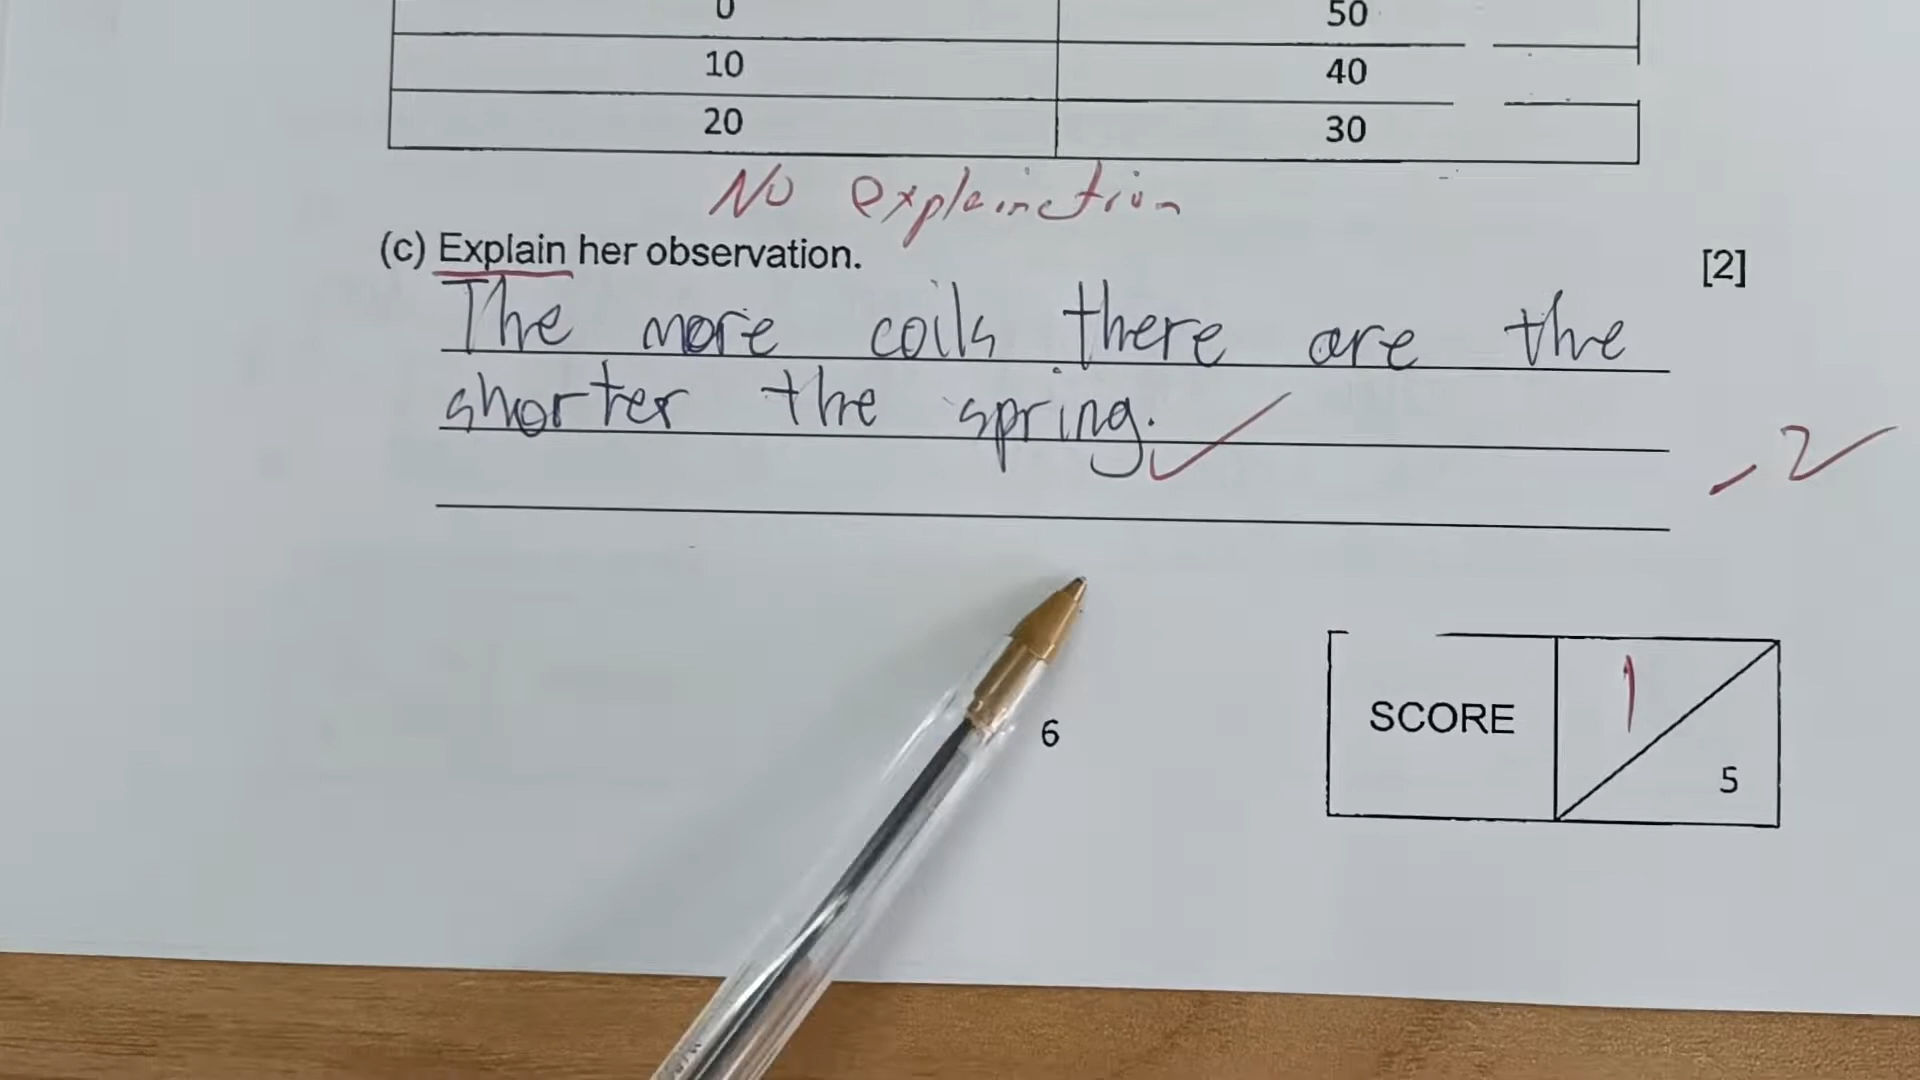 0 50
10 40
20 30
No explainction
(c) Explain her observation. [2]
The more coils there are the
shorter the spring.
-2
6
SCORE 1 5